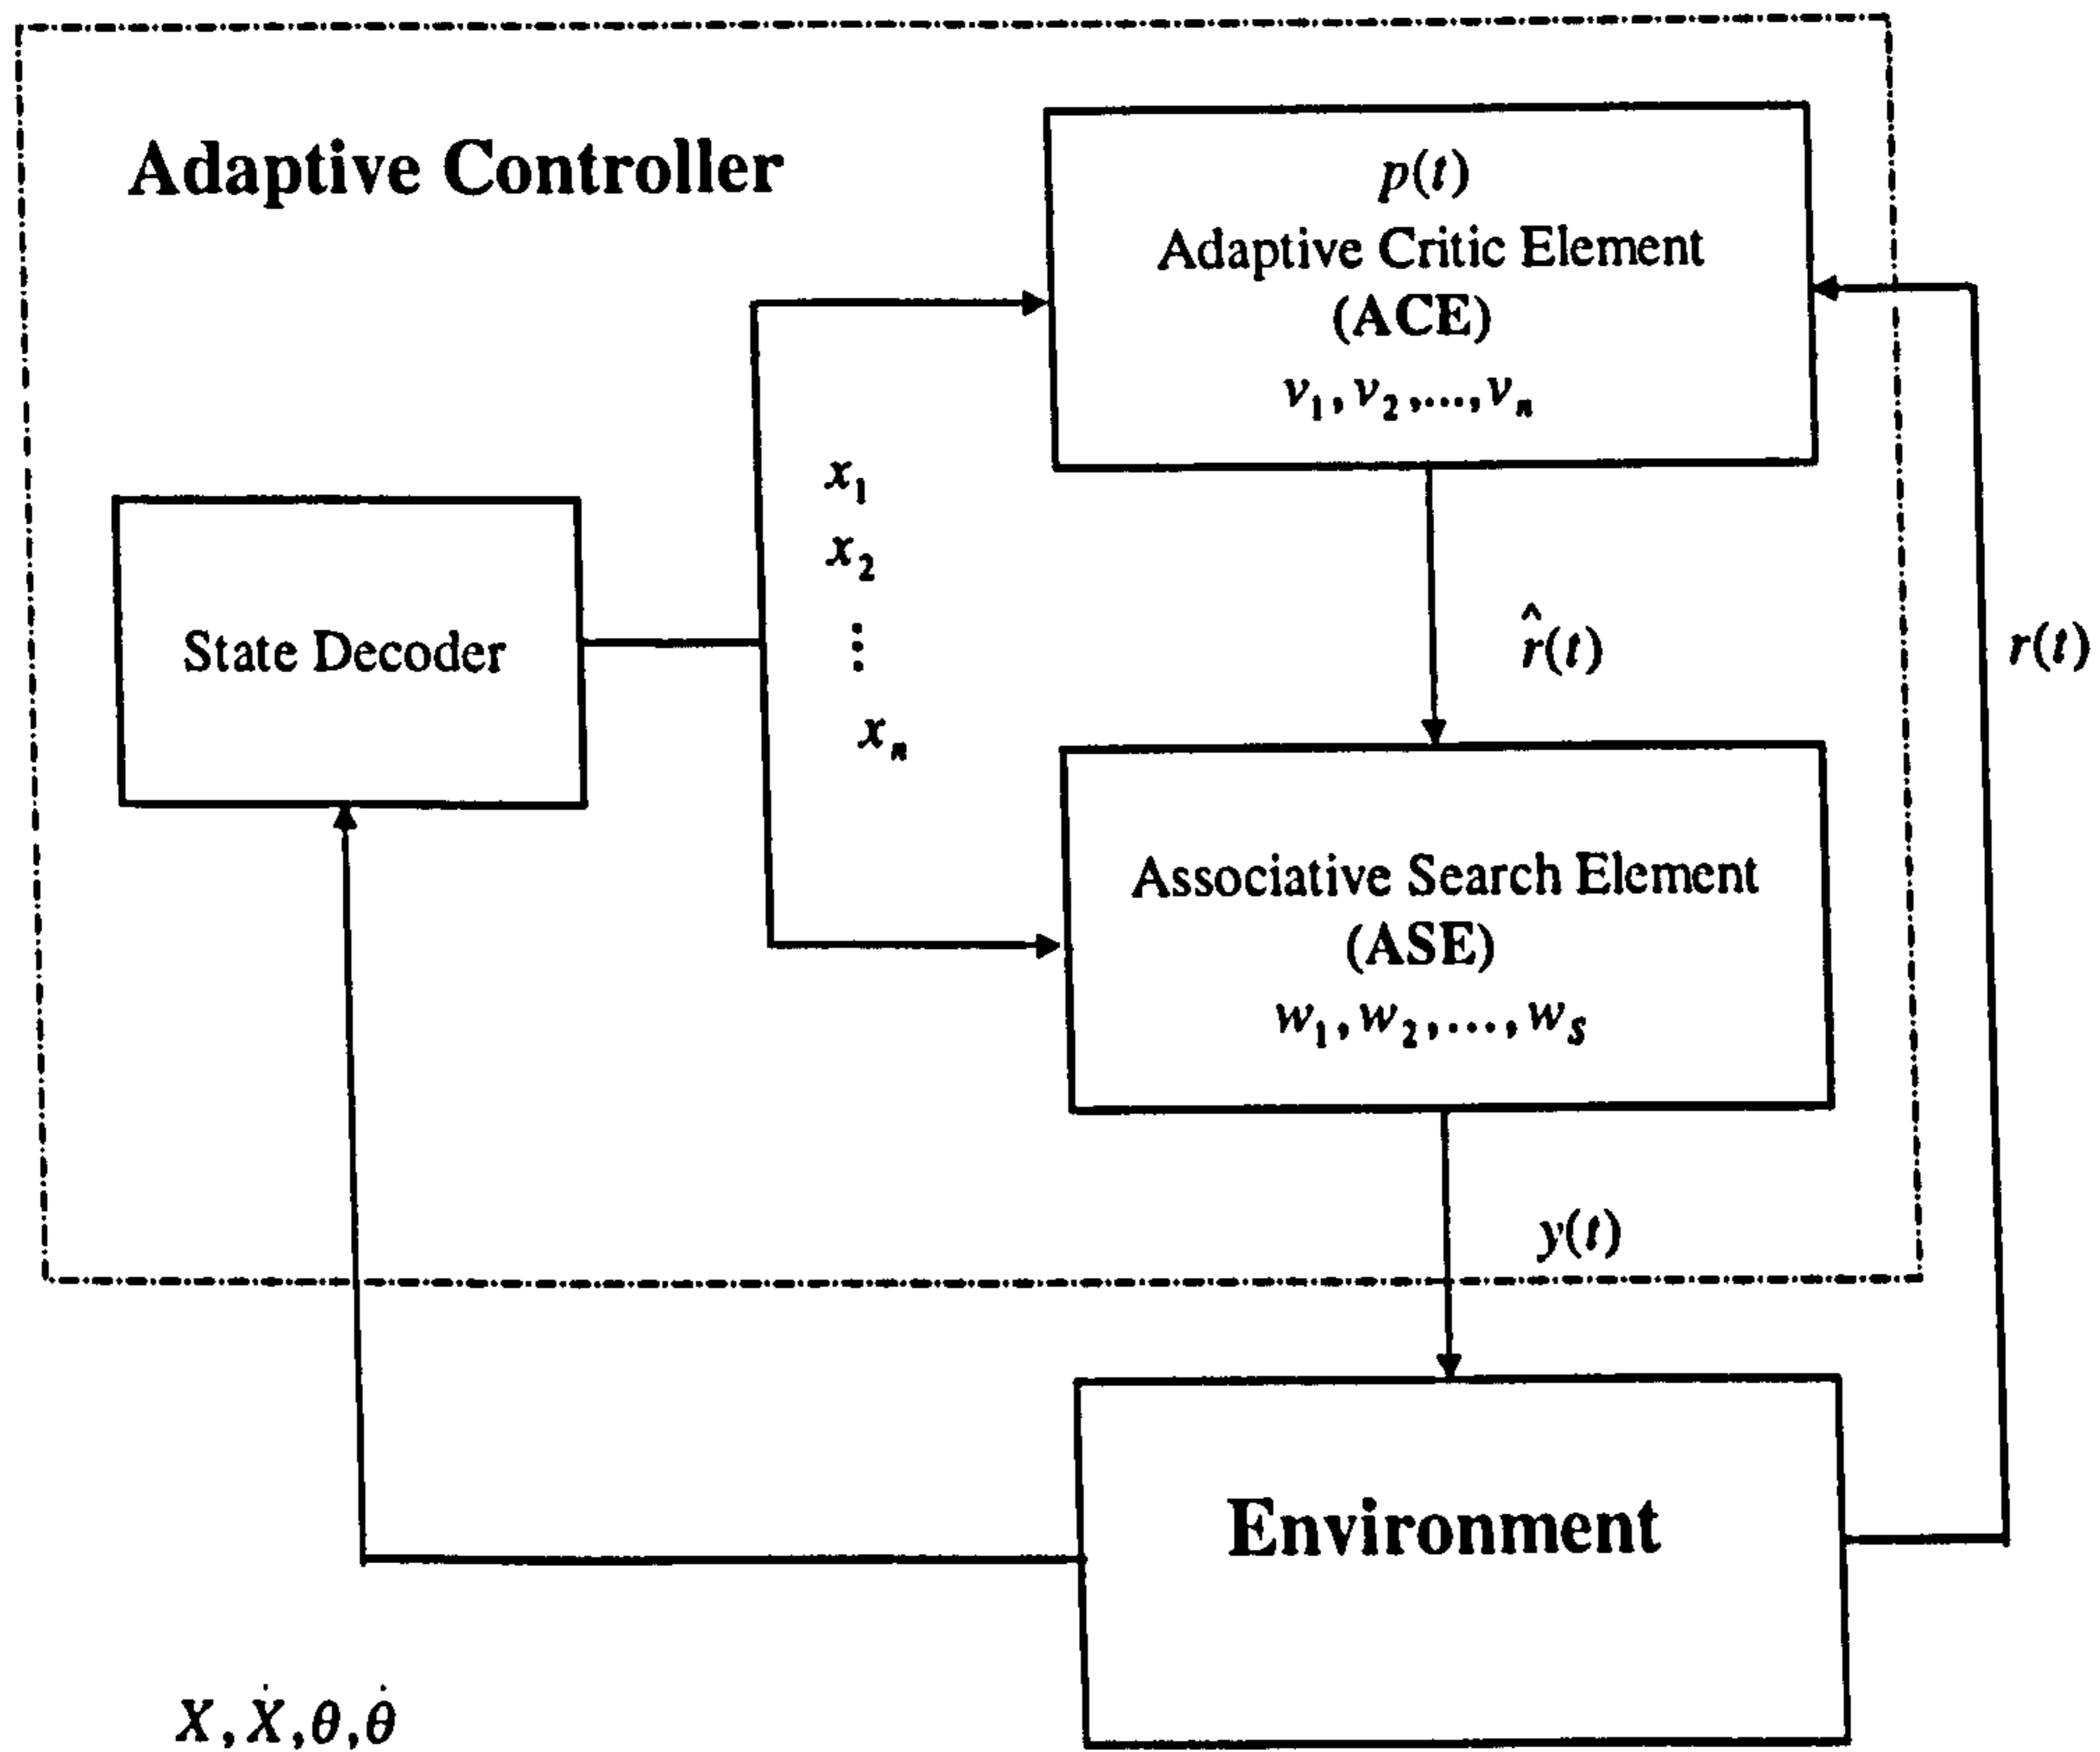 Adaptive Controller
p(t)
Adaptive Critic Element
(ACE)
v₁, v₂,...,vₙ
x₁
x₂
⋮
xₙ
State Decoder
r̂(t)
r(t)
Associative Search Element
(ASE)
w₁, w₂,..., w_S
y(t)
Environment
X, Ẋ, θ, θ̇